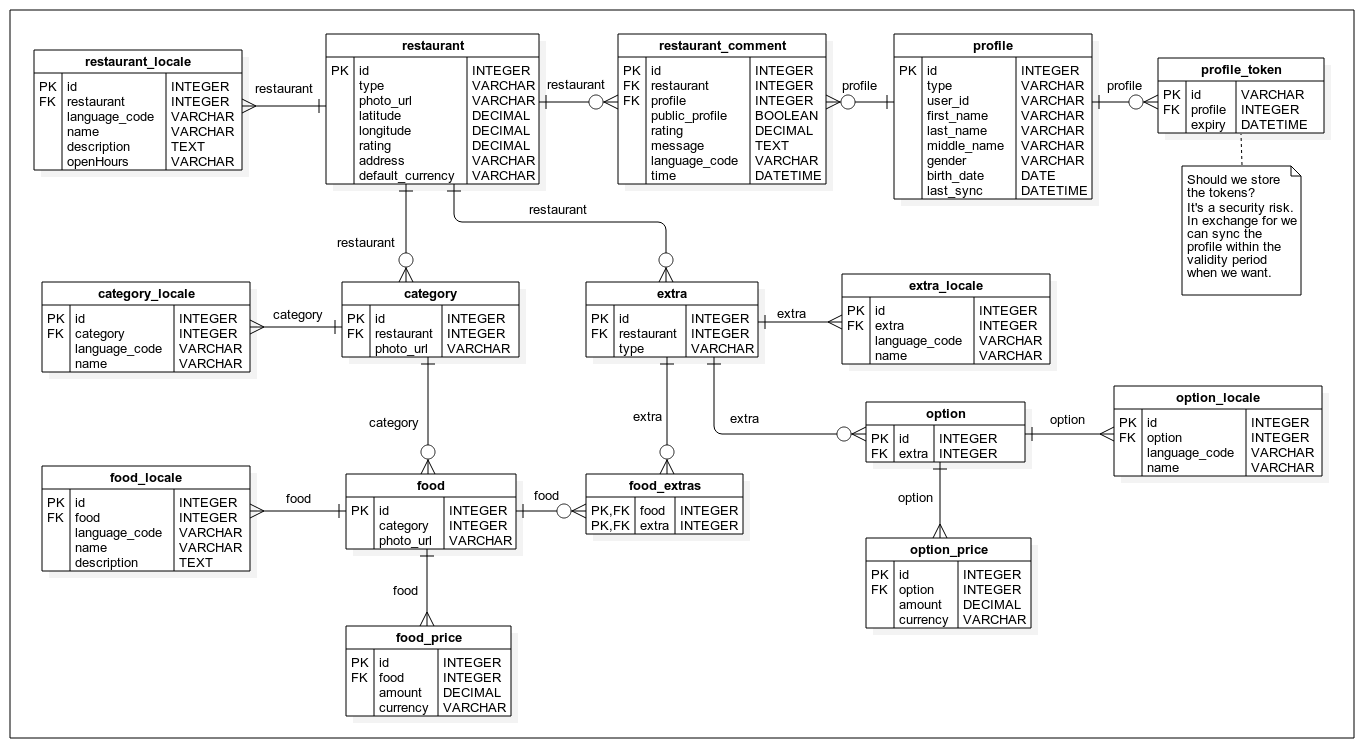 restaurant_locale
PK id INTEGER
FK restaurant INTEGER
language_code VARCHAR
name VARCHAR
description TEXT
openHours VARCHAR
restaurant
restaurant
PK id INTEGER
type VARCHAR
photo_url VARCHAR
latitude DECIMAL
longitude DECIMAL
rating DECIMAL
address VARCHAR
default_currency VARCHAR
restaurant
restaurant_comment
PK id INTEGER
FK restaurant INTEGER
FK profile INTEGER
public_profile BOOLEAN
rating DECIMAL
message TEXT
language_code VARCHAR
time DATETIME
profile
profile
PK id INTEGER
type VARCHAR
user_id VARCHAR
first_name VARCHAR
last_name VARCHAR
middle_name VARCHAR
gender VARCHAR
birth_date DATE
last_sync DATETIME
profile
profile_token
PK id VARCHAR
FK profile INTEGER
expiry DATETIME
Should we store
the tokens?
It's a security risk.
In exchange for we
can sync the
profile within the
validity period
when we want.
restaurant
restaurant
category_locale
PK id INTEGER
FK category INTEGER
language_code VARCHAR
name VARCHAR
category
category
PK id INTEGER
FK restaurant INTEGER
photo_url VARCHAR
extra
PK id INTEGER
FK restaurant INTEGER
type VARCHAR
extra
extra_locale
PK id INTEGER
FK extra INTEGER
language_code VARCHAR
name VARCHAR
category
extra
extra
option
PK id INTEGER
FK extra INTEGER
option
option_locale
PK id INTEGER
FK option INTEGER
language_code VARCHAR
name VARCHAR
food_locale
PK id INTEGER
FK food INTEGER
language_code VARCHAR
name VARCHAR
description TEXT
food
food
PK id INTEGER
category INTEGER
photo_url VARCHAR
food
food_extras
PK,FK food INTEGER
PK,FK extra INTEGER
option
option_price
PK id INTEGER
FK option INTEGER
amount DECIMAL
currency VARCHAR
food
food_price
PK id INTEGER
FK food INTEGER
amount DECIMAL
currency VARCHAR